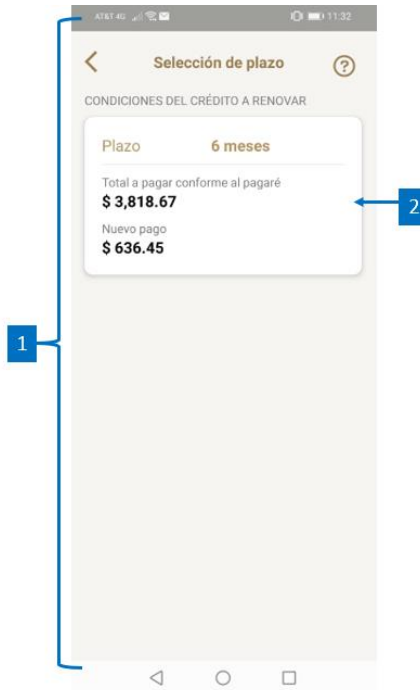 AT&T 4G 11:32
Selección de plazo ?
CONDICIONES DEL CRÉDITO A RENOVAR
Plazo 6 meses
Total a pagar conforme al pagaré
$ 3,818.67
2
Nuevo pago
$ 636.45
1